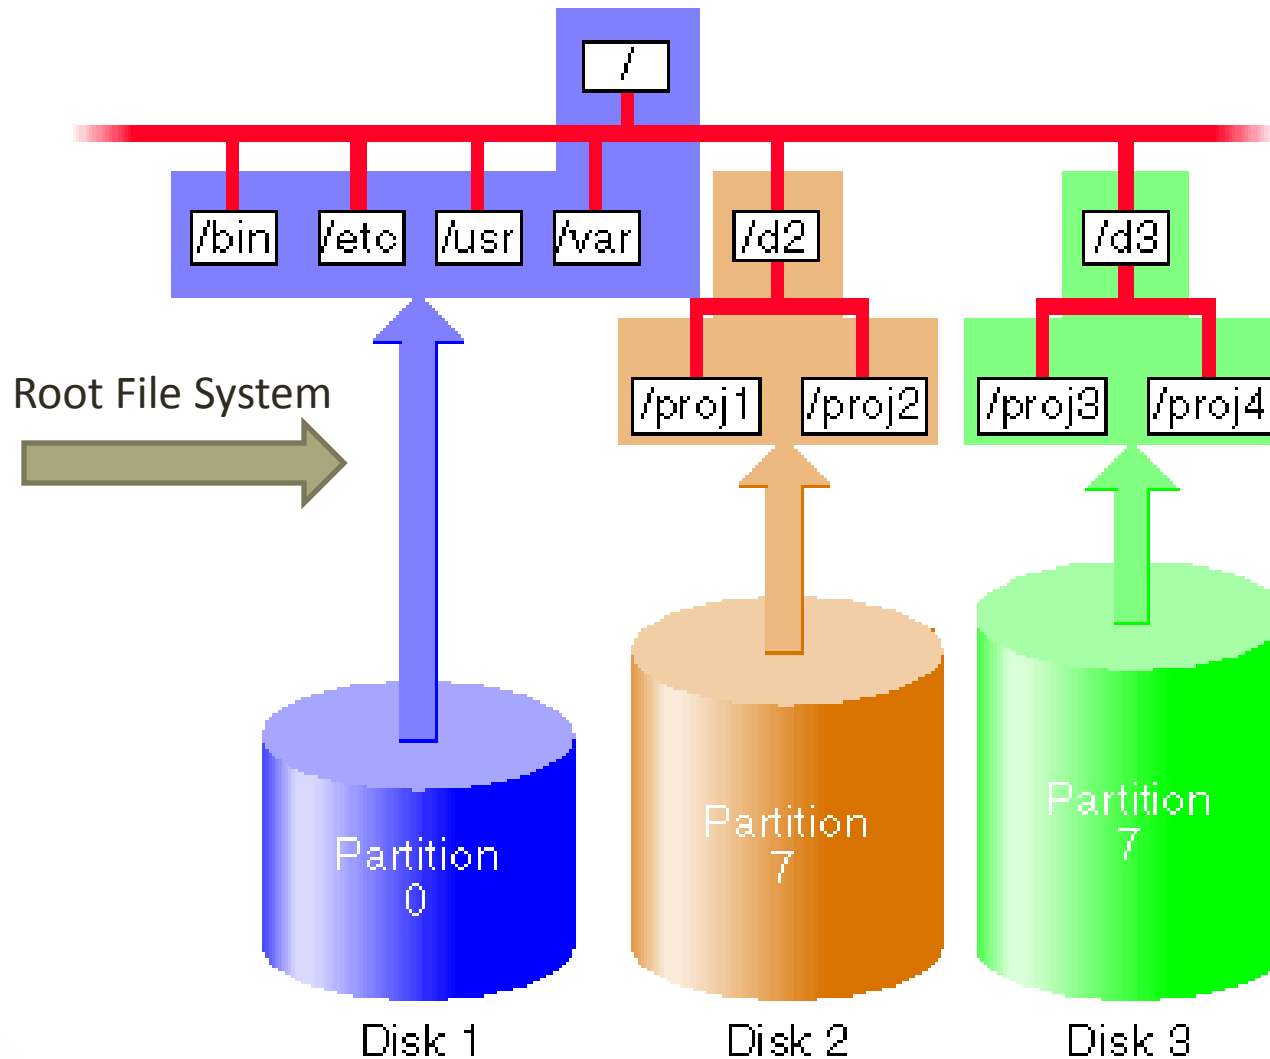 /
/bin
/etc
/usr
/var
/d2
/d3
Root File System
/proj1
/proj2
/proj3
/proj4
Partition
0
Partition
7
Partition
7
Disk 1
Disk 2
Disk 3